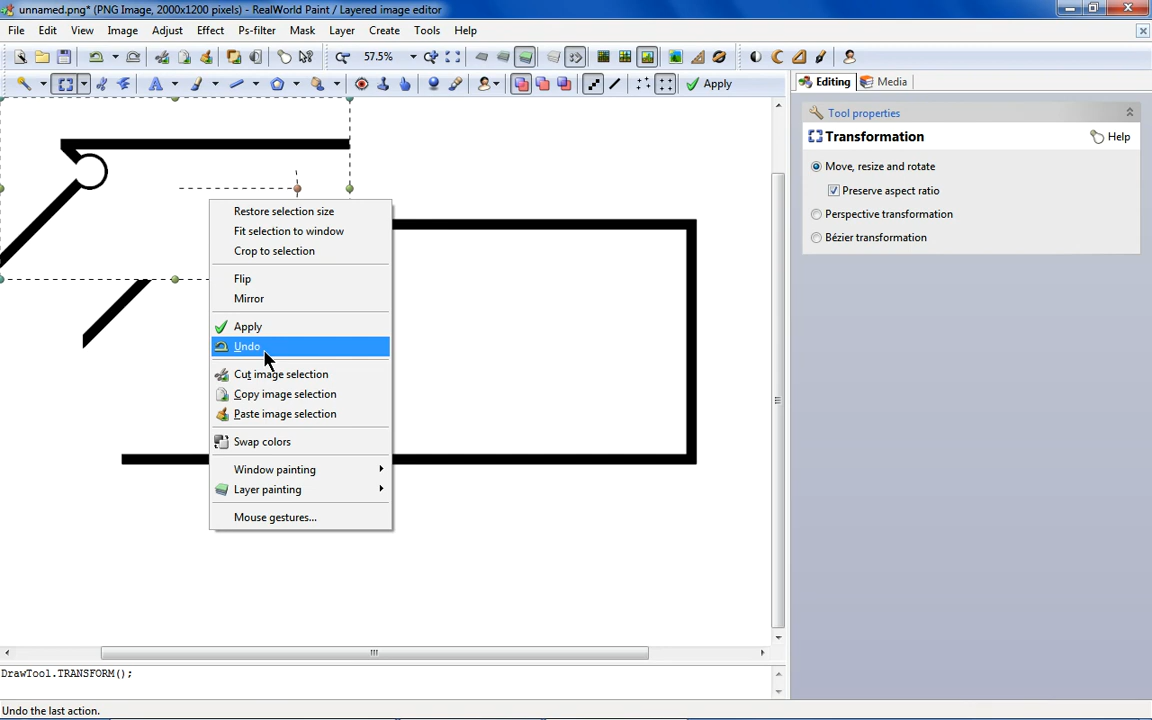 unnamed.png* (PNG Image, 2000x1200 pixels) - RealWorld Paint / Layered image editor
File Edit View Image Adjust Effect Ps-filter Mask Layer Create Tools Help
57.5%
Apply
Editing Media
Tool properties
Transformation Help
Move, resize and rotate
Preserve aspect ratio
Perspective transformation
Bézier transformation
Restore selection size
Fit selection to window
Crop to selection
Flip
Mirror
Apply
Undo
Cut image selection
Copy image selection
Paste image selection
Swap colors
Window painting
Layer painting
Mouse gestures...
DrawTool.TRANSFORM();
Undo the last action.